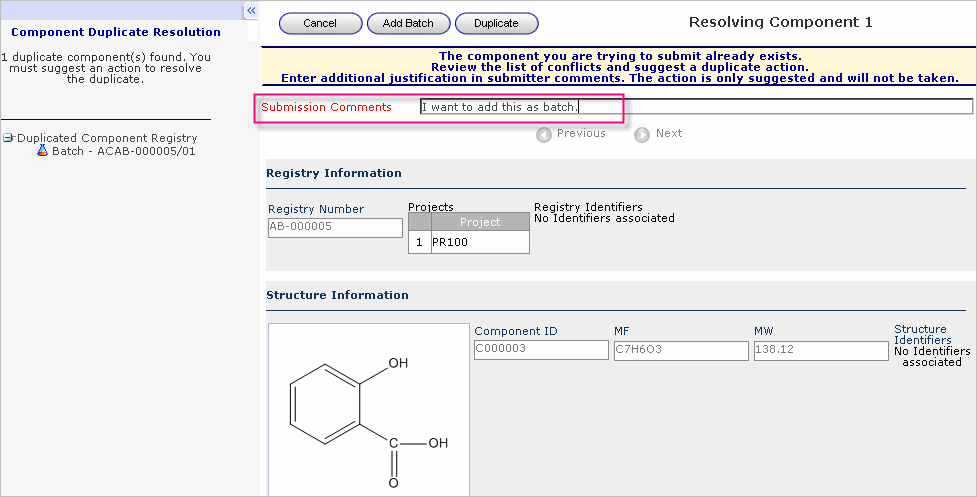 «
Cancel
Add Batch
Duplicate
Resolving Component 1
Component Duplicate Resolution
1 duplicate component(s) found. You
must suggest an action to resolve
the duplicate.
Duplicated Component Registry
Batch - ACAB-000005/01
The component you are trying to submit already exists.
Review the list of conflicts and suggest a duplicate action.
Enter additional justification in submitter comments. The action is only suggested and will not be taken.
Submission Comments
I want to add this as batch.
Previous
Next
Registry Information
Registry Number
AB-000005
Projects
Project
1 PR100
Registry Identifiers
No Identifiers associated
Structure Information
OH
C
OH
O
Component ID
C000003
MF
C7H6O3
MW
138.12
Structure
Identifiers
No Identifiers
associated